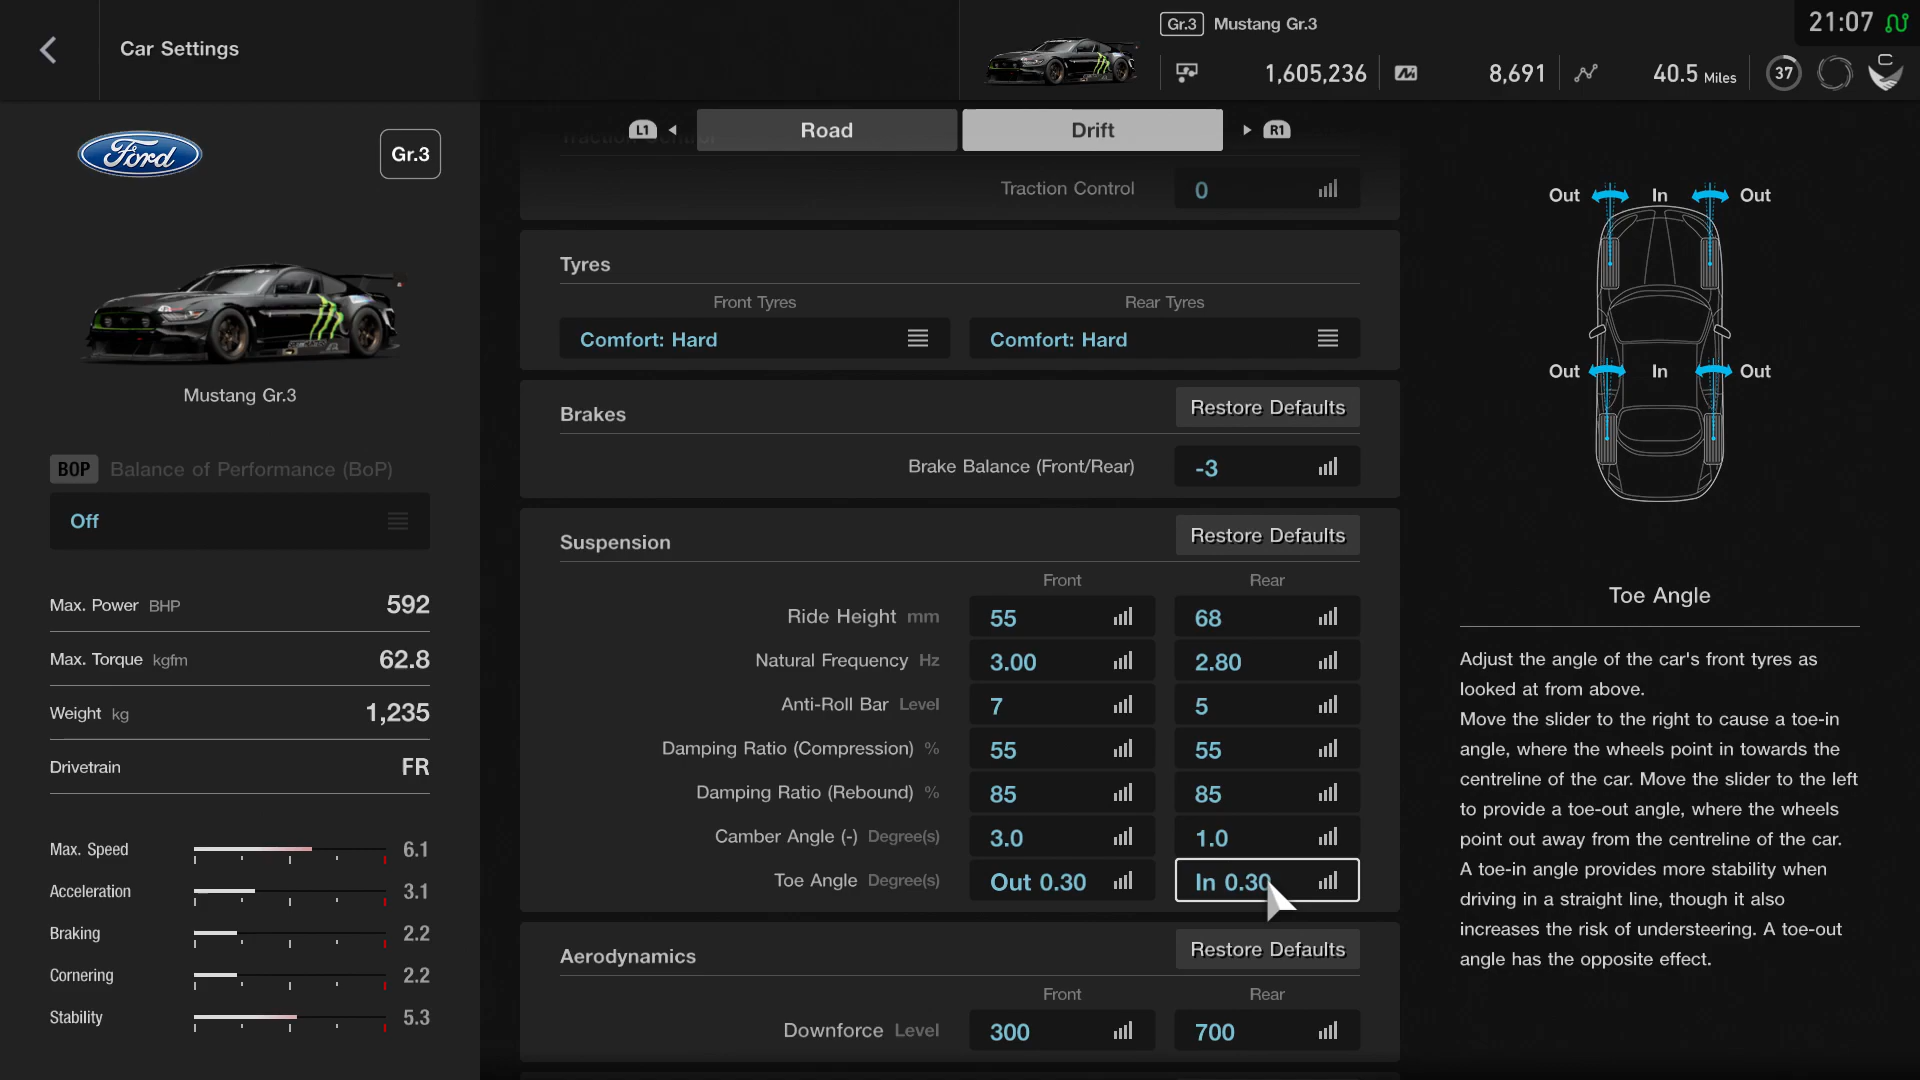 Car Settings
Gr.3 Mustang Gr.3
1,605,236
8,691
40.5 Miles
37
C
21:07
Ford
Gr.3
Mustang Gr.3
BOP Balance of Performance (BoP)
Off
Max. Power BHP 592
Max. Torque kgfm 62.8
Weight kg 1,235
Drivetrain FR
Max. Speed 6.1
Acceleration 3.1
Braking 2.2
Cornering 2.2
Stability 5.3
L1 Road Drift R1
Traction Control
Traction Control 0
Tyres
Front Tyres Rear Tyres
Comfort: Hard Comfort: Hard
Brakes Restore Defaults
Brake Balance (Front/Rear) -3
Suspension Restore Defaults
Front Rear
Ride Height mm 55 68
Natural Frequency Hz 3.00 2.80
Anti-Roll Bar Level 7 5
Damping Ratio (Compression) % 55 55
Damping Ratio (Rebound) % 85 85
Camber Angle (-) Degree(s) 3.0 1.0
Toe Angle Degree(s) Out 0.30 In 0.30
Aerodynamics Restore Defaults
Front Rear
Downforce Level 300 700
Out In Out
Out In Out
Toe Angle
Adjust the angle of the car's front tyres as
looked at from above.
Move the slider to the right to cause a toe-in
angle, where the wheels point in towards the
centreline of the car. Move the slider to the left
to provide a toe-out angle, where the wheels
point out away from the centreline of the car.
A toe-in angle provides more stability when
driving in a straight line, though it also
increases the risk of understeering. A toe-out
angle has the opposite effect.